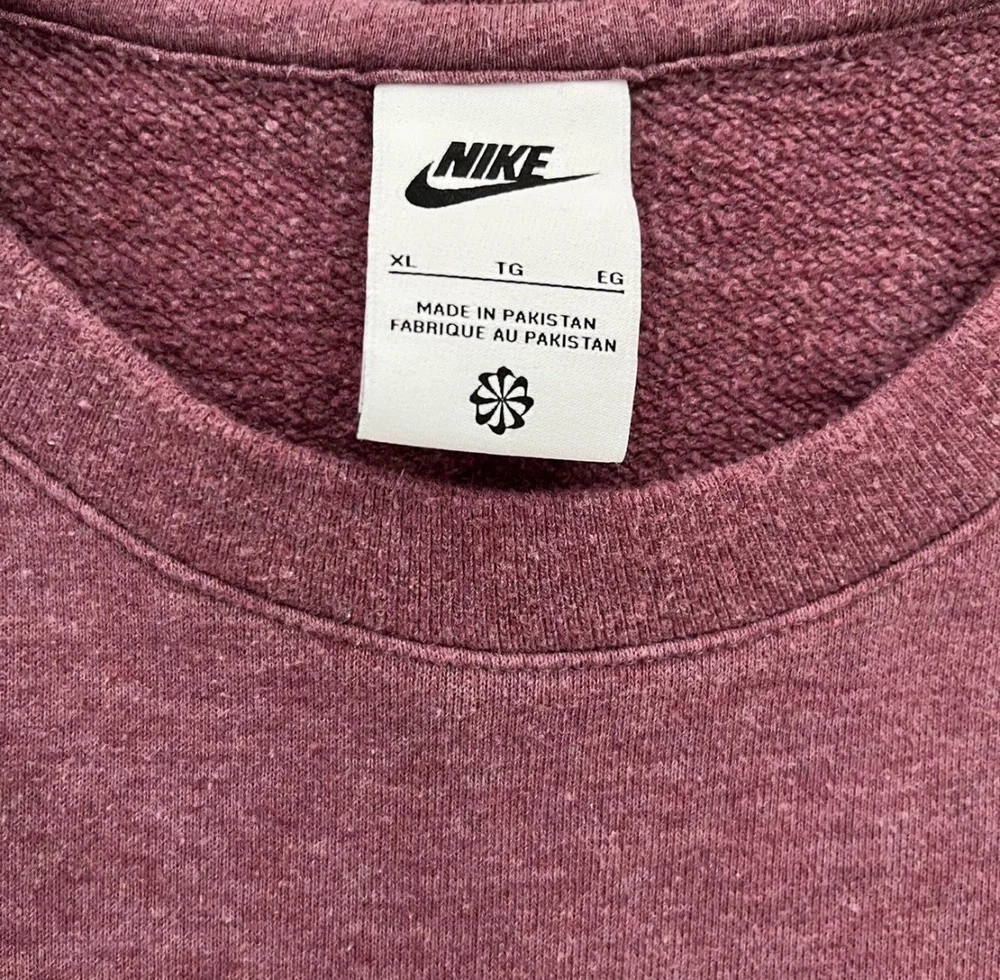 NIKE
XL TG EG
MADE IN PAKISTAN
FABRIQUE AU PAKISTAN